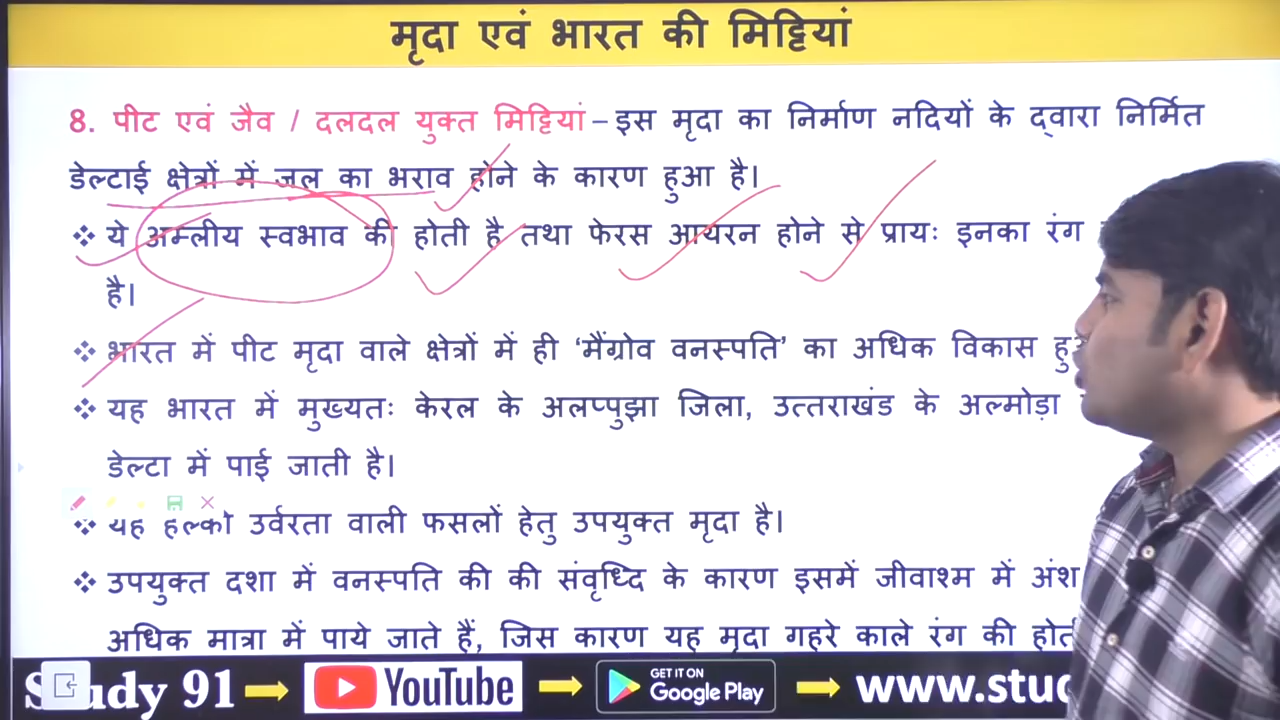 मृदा एवं भारत की मिट्टियां
8. पीट एवं जैव / दलदल युक्त मिट्टियां – इस मृदा का निर्माण नदियों के द्वारा निर्मित
डेल्टाई क्षेत्रों में जल का भराव होने के कारण हुआ है।
❖ ये अम्लीय स्वभाव की होती है तथा फेरस आयरन होने से प्रायः इनका रंग
है।
❖ भारत में पीट मृदा वाले क्षेत्रों में ही ‘मैंग्रोव वनस्पति’ का अधिक विकास
❖ यह भारत में मुख्यतः केरल के अलप्पुझा जिला, उत्तराखंड के अल्मोड़ा
डेल्टा में पाई जाती है।
❖ यह हल्की उर्वरता वाली फसलों हेतु उपयुक्त मृदा है।
❖ उपयुक्त दशा में वनस्पति की की संवृध्दि के कारण इसमें जीवाश्म में अंश
अधिक मात्रा में पाये जाते हैं, जिस कारण यह मृदा गहरे काले रंग की
Study 91 YouTube GET IT ON Google Play www.stud